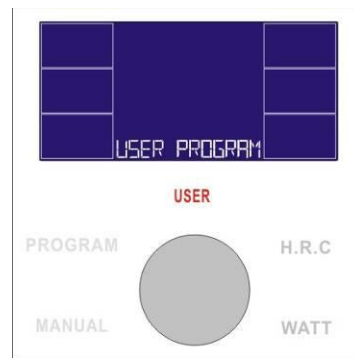 USER PROGRAM
USER
PROGRAM
H.R.C
MANUAL
WATT